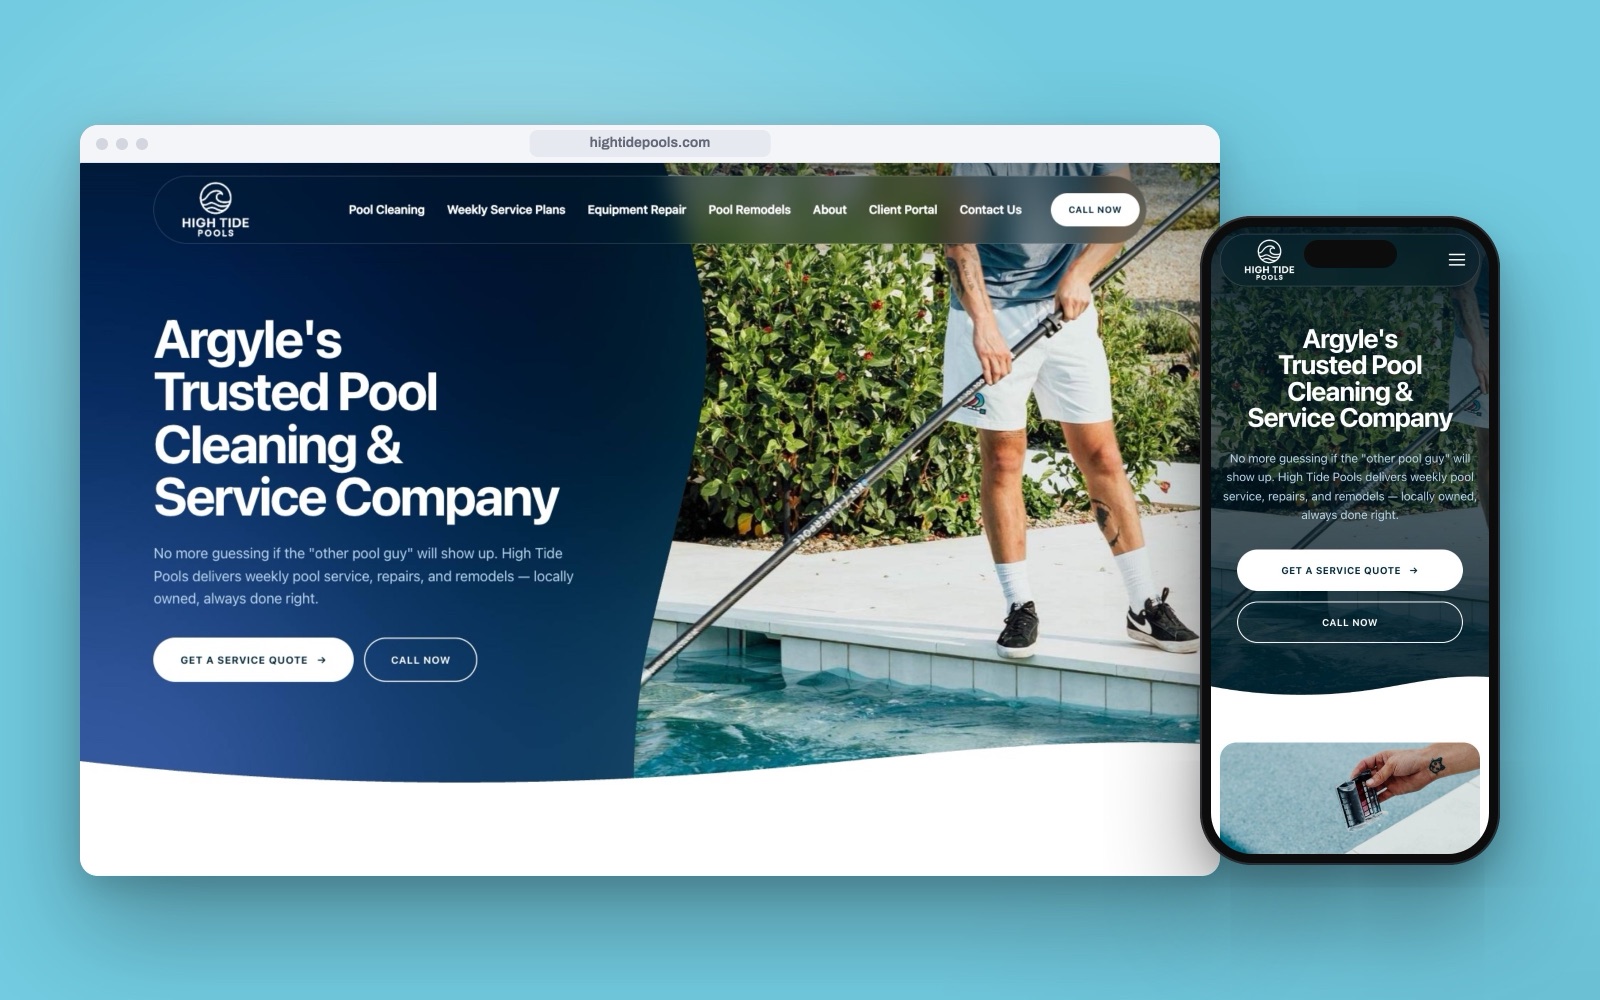 hightidepools.com
HIGH TIDE
POOLS
Pool Cleaning Weekly Service Plans Equipment Repair Pool Remodels About Client Portal Contact Us CALL NOW
Argyle's
Trusted Pool
Cleaning &
Service Company
No more guessing if the "other pool guy" will show up. High Tide
Pools delivers weekly pool service, repairs, and remodels — locally
owned, always done right.
GET A SERVICE QUOTE → CALL NOW
HIGH TIDE
POOLS
Argyle's
Trusted Pool
Cleaning &
Service Company
No more guessing if the "other pool guy" will
show up. High Tide Pools delivers weekly pool
service, repairs, and remodels — locally owned,
always done right.
GET A SERVICE QUOTE →
CALL NOW